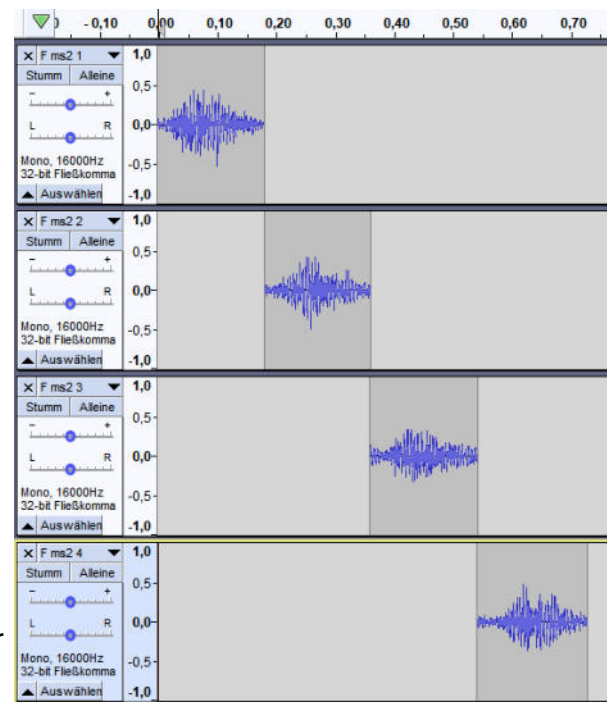 0 - 0,10 0,00 0,10 0,20 0,30 0,40 0,50 0,60 0,70
× F ms2 1 1,0
Stumm Alleine
0,5-
- +
L R 0,0-
Mono, 16000Hz
32-bit Fließkomma -0,5-
Auswählen -1,0
× F ms2 2 1,0
Stumm Alleine
0,5-
- +
L R 0,0-
Mono, 16000Hz
32-bit Fließkomma -0,5-
Auswählen -1,0
× F ms2 3 1,0
Stumm Alleine
0,5-
- +
L R 0,0-
Mono, 16000Hz
32-bit Fließkomma -0,5-
Auswählen -1,0
× F ms2 4 1,0
Stumm Alleine
0,5-
- +
L R 0,0-
Mono, 16000Hz
32-bit Fließkomma -0,5-
Auswählen -1,0